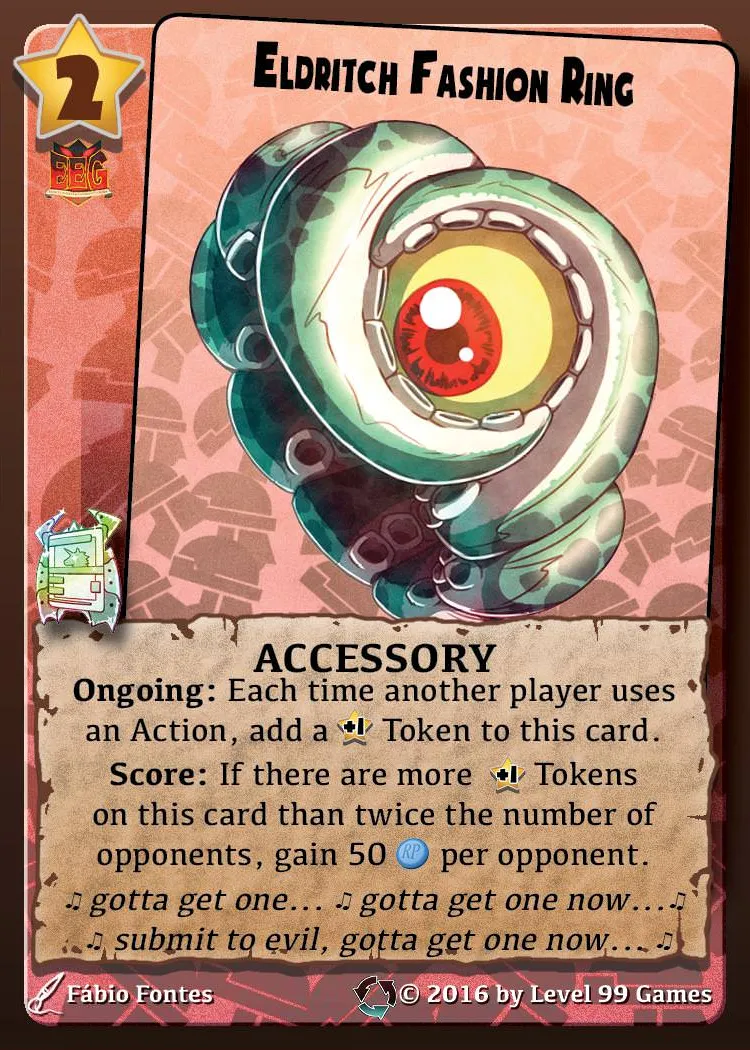 2
ELDRITCH FASHION RING
EEG
ACCESSORY
Ongoing: Each time another player uses
an Action, add a +1 Token to this card.
Score: If there are more +1 Tokens
on this card than twice the number of
opponents, gain 50 RP per opponent.
♫ gotta get one... ♫ gotta get one now...♫
♫ submit to evil, gotta get one now... ♫
Fábio Fontes
© 2016 by Level 99 Games